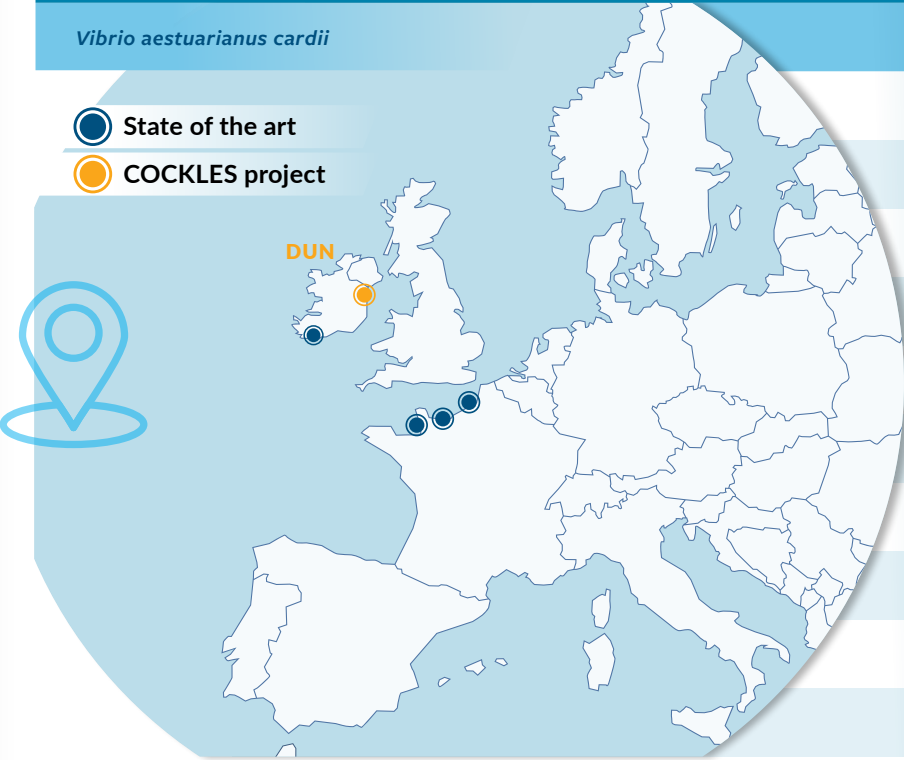 Vibrio aestuarianus cardii
State of the art
COCKLES project
DUN